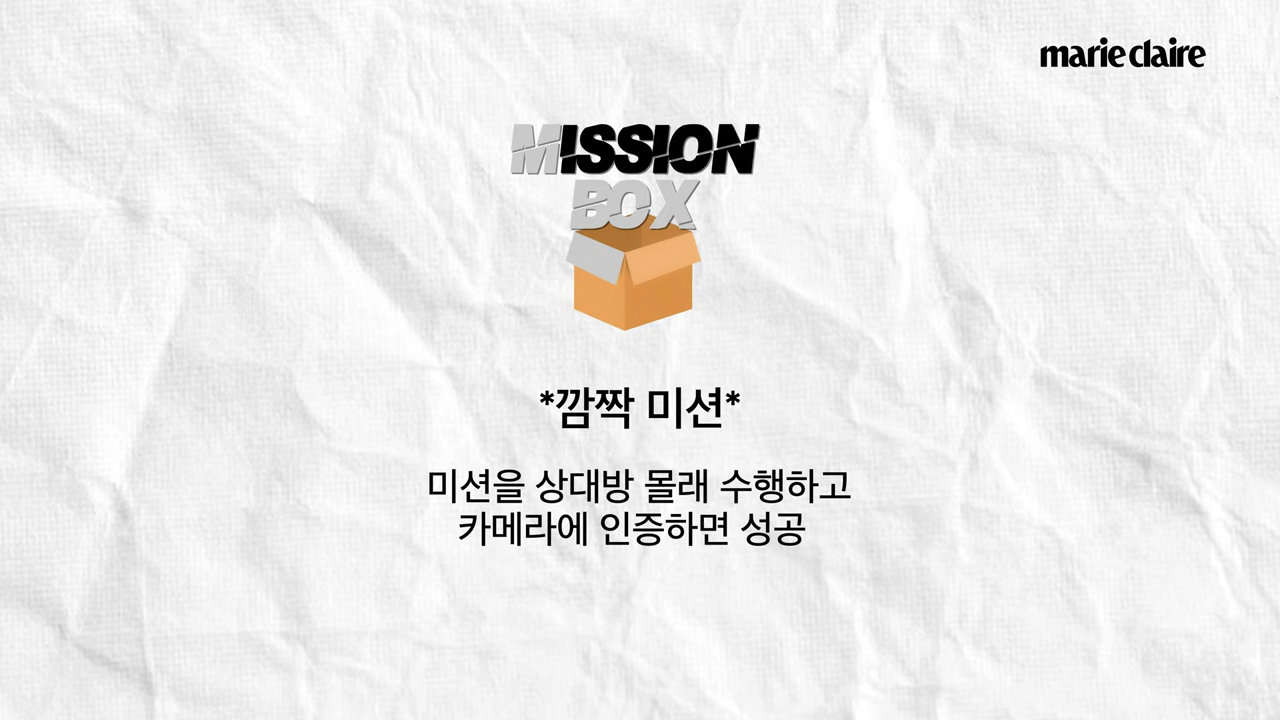 marie claire
MISSION
BOX
*깜짝 미션*
미션을 상대방 몰래 수행하고
카메라에 인증하면 성공